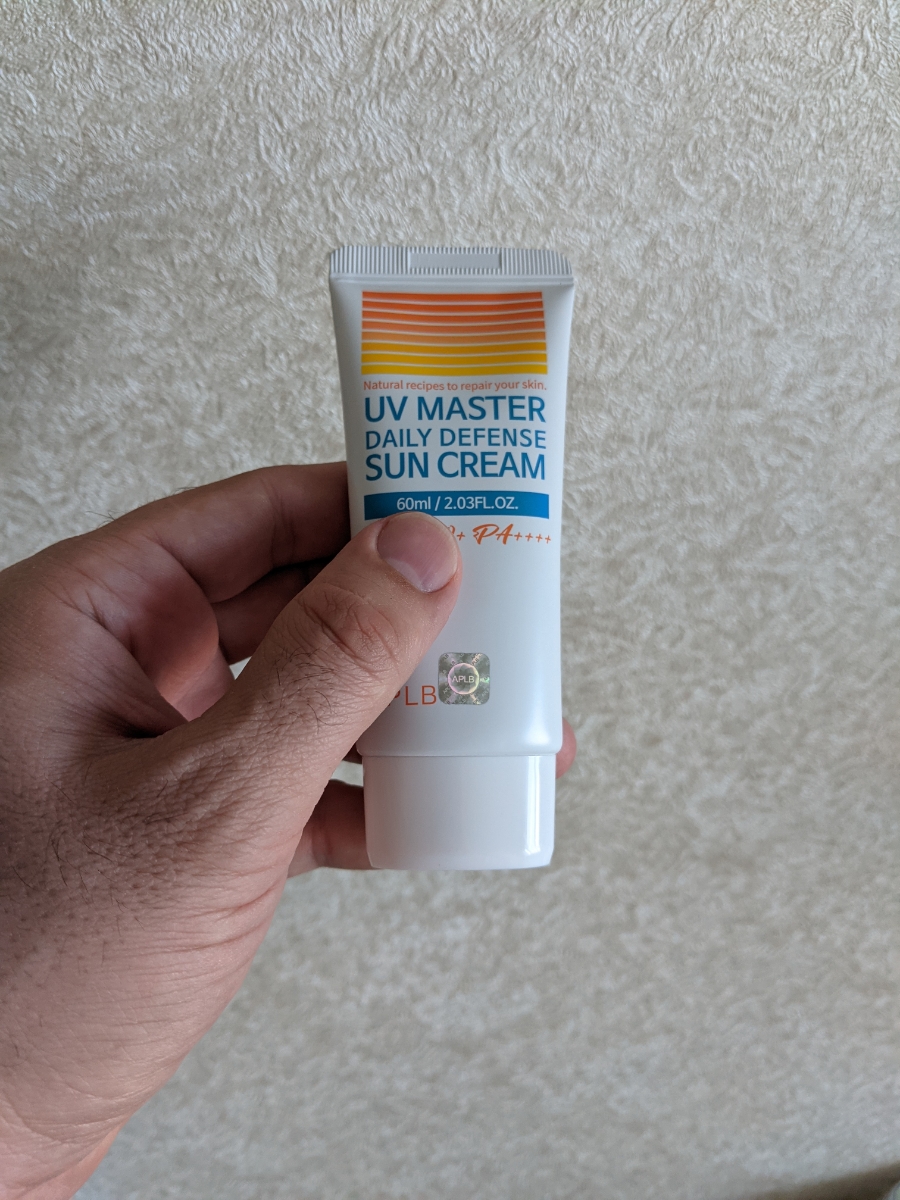 Natural recipes to repair your skin.
UV MASTER
DAILY DEFENSE
SUN CREAM
60ml / 2.03FL.OZ.
PA++++
APLB